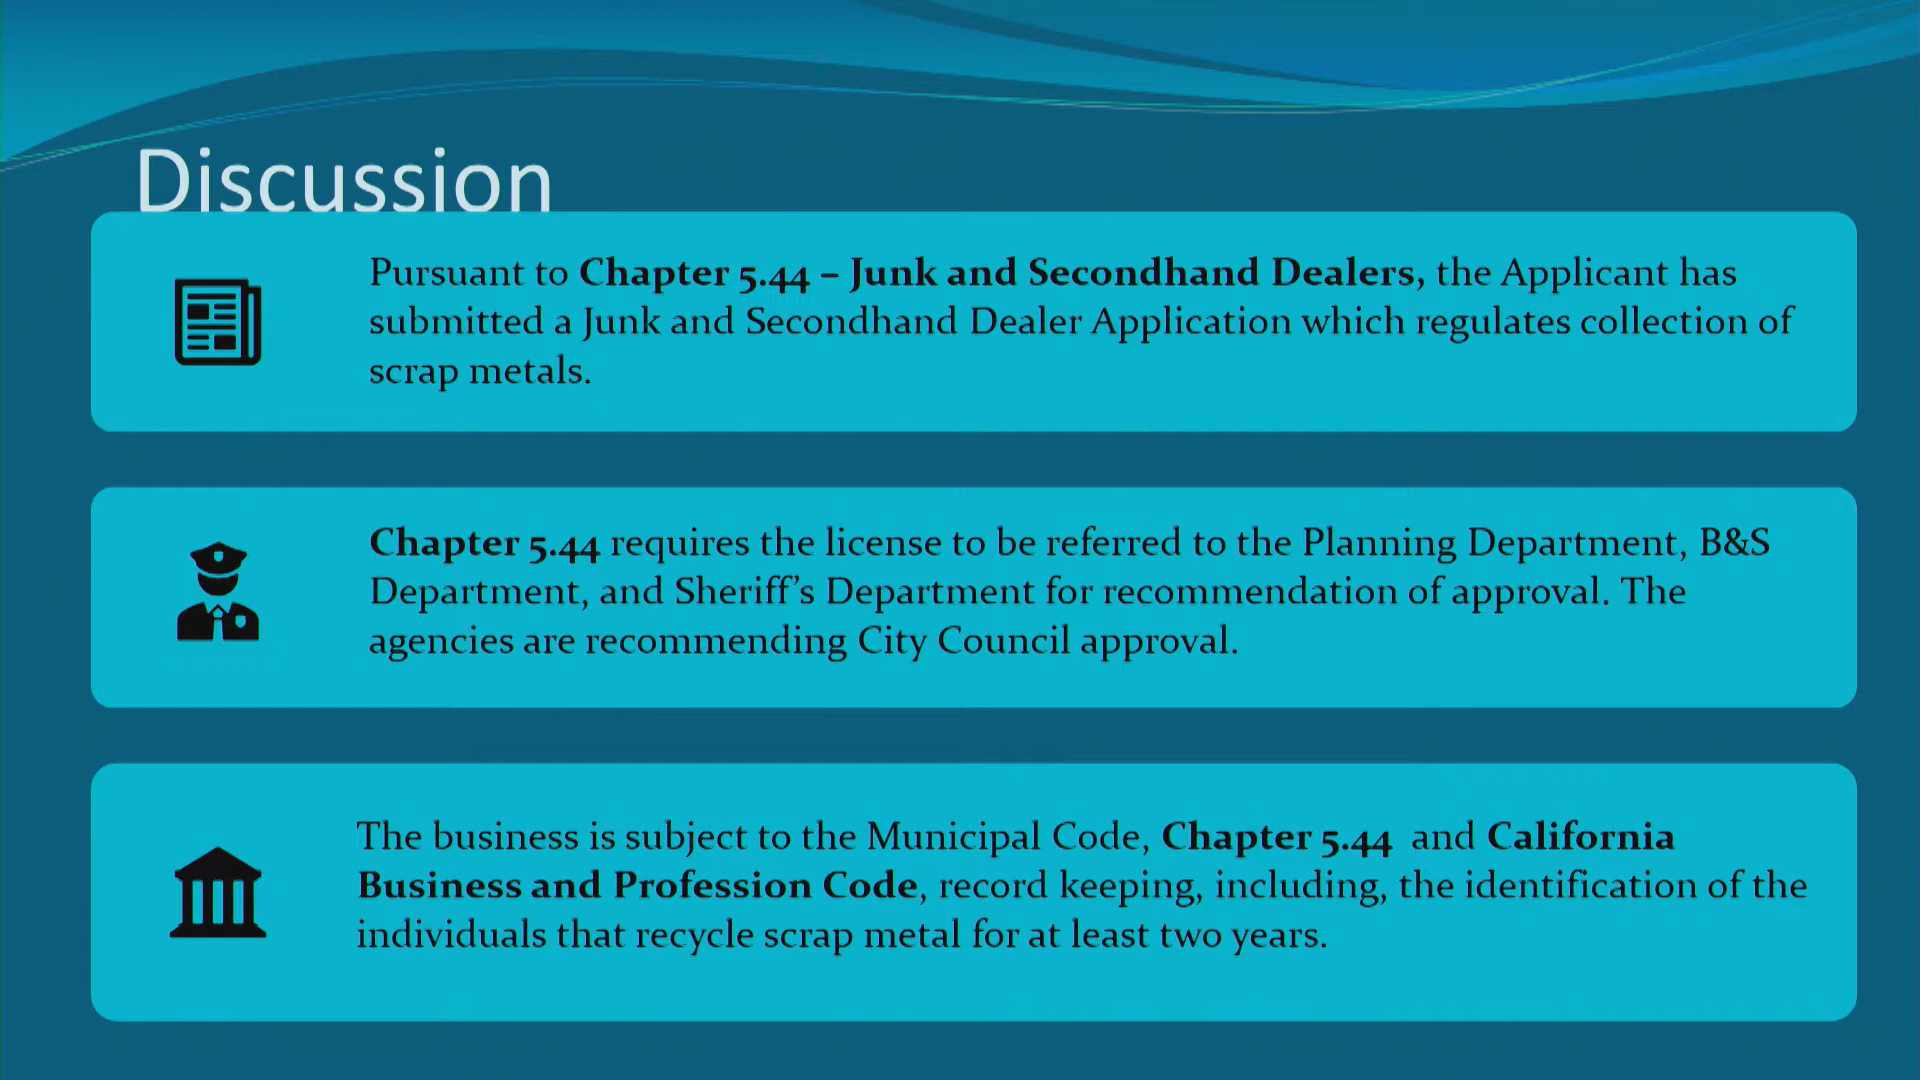 Discussion
Pursuant to Chapter 5.44 – Junk and Secondhand Dealers, the Applicant has
submitted a Junk and Secondhand Dealer Application which regulates collection of
scrap metals.
Chapter 5.44 requires the license to be referred to the Planning Department, B&S
Department, and Sheriff’s Department for recommendation of approval. The
agencies are recommending City Council approval.
The business is subject to the Municipal Code, Chapter 5.44 and California
Business and Profession Code, record keeping, including, the identification of the
individuals that recycle scrap metal for at least two years.